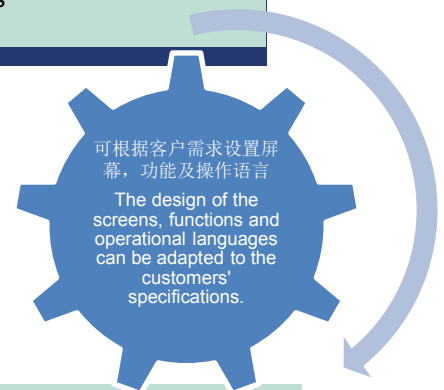 s
可根据客户需求设置屏
幕，功能及操作语言
The design of the
screens, functions and
operational languages
can be adapted to the
customers'
specifications.